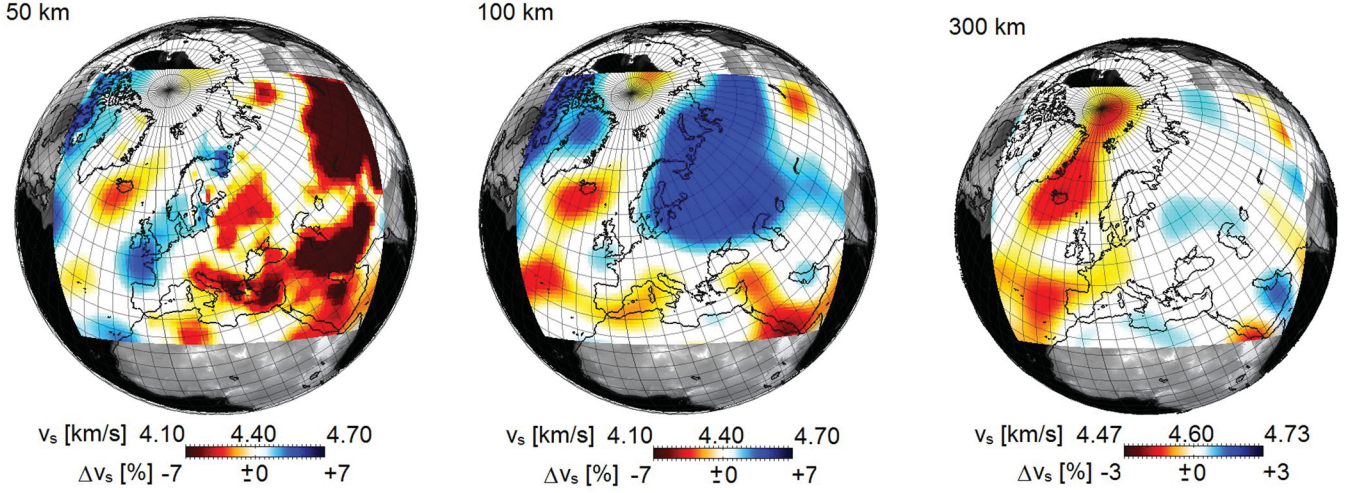 50 km
100 km
300 km
vs [km/s] 4.10 4.40 4.70
Δvs [%] -7 ±0 +7
vs [km/s] 4.10 4.40 4.70
Δvs [%] -7 ±0 +7
vs [km/s] 4.47 4.60 4.73
Δvs [%] -3 ±0 +3